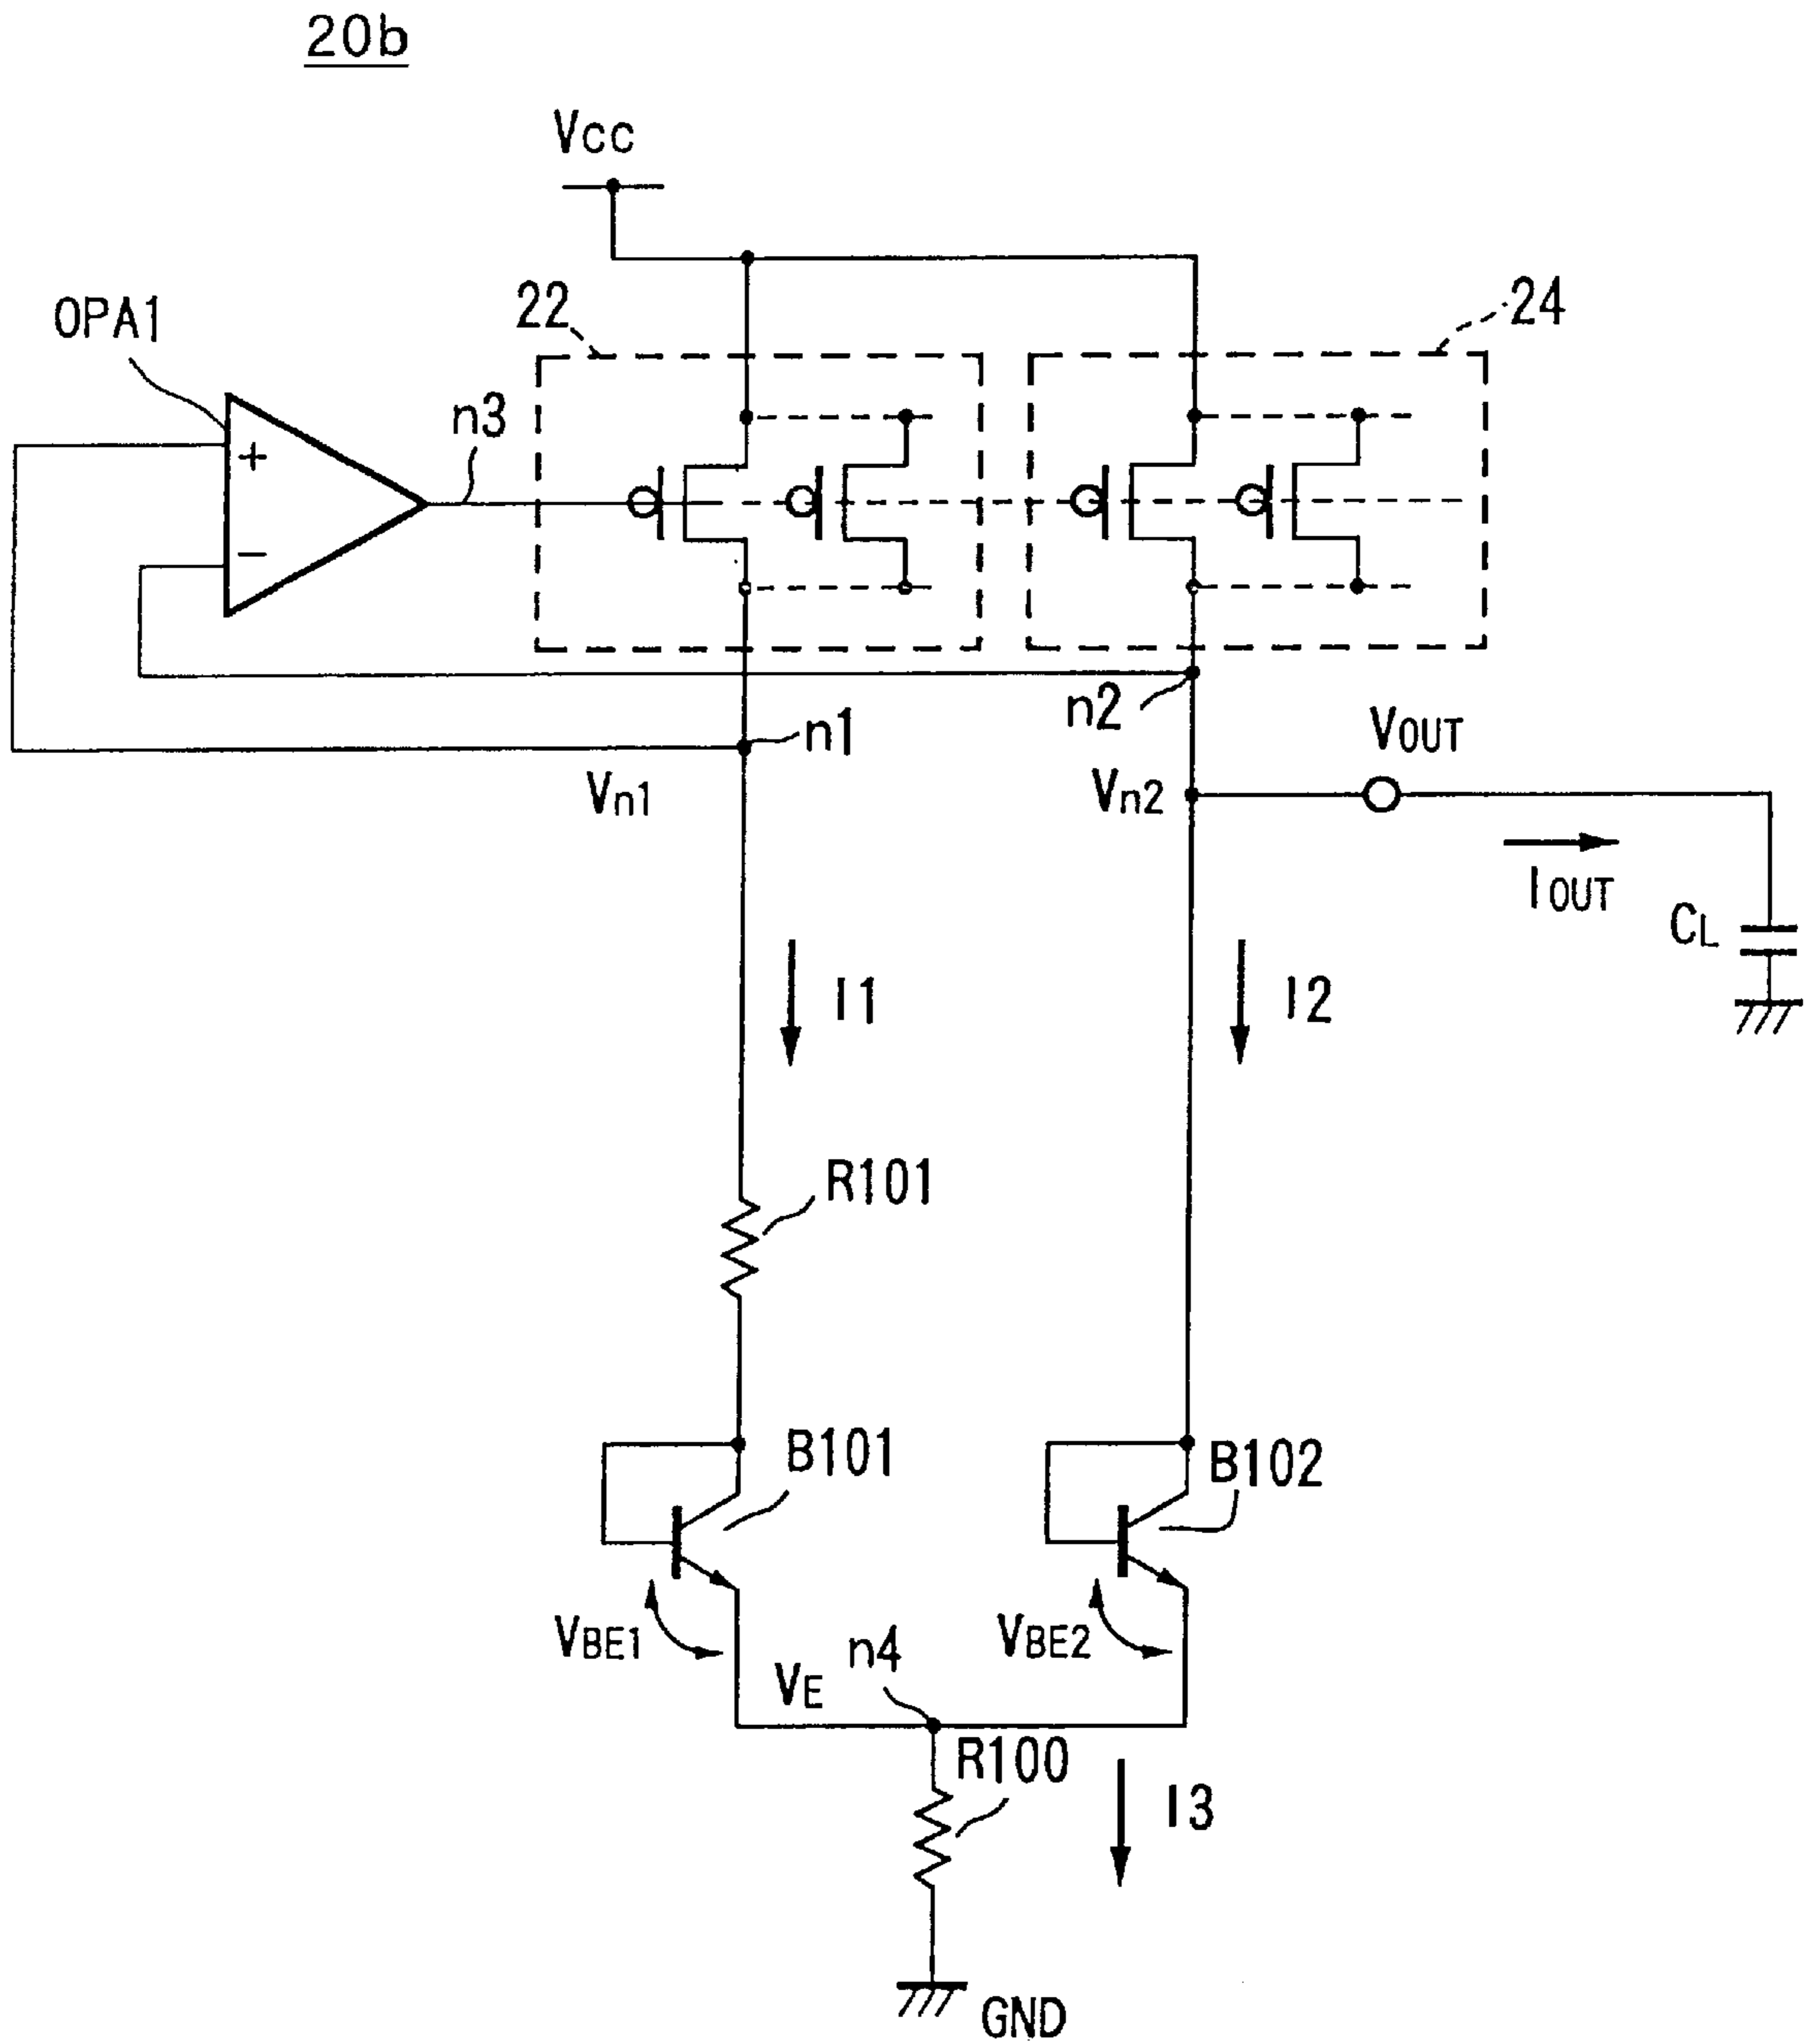 20b
VCC
22
24
OPA1
n3
+
−
n2
n1
VOUT
Vn1
Vn2
IOUT
CL
I1
I2
R101
B101
B102
VBE1
VBE2
n4
VE
R100
I3
GND